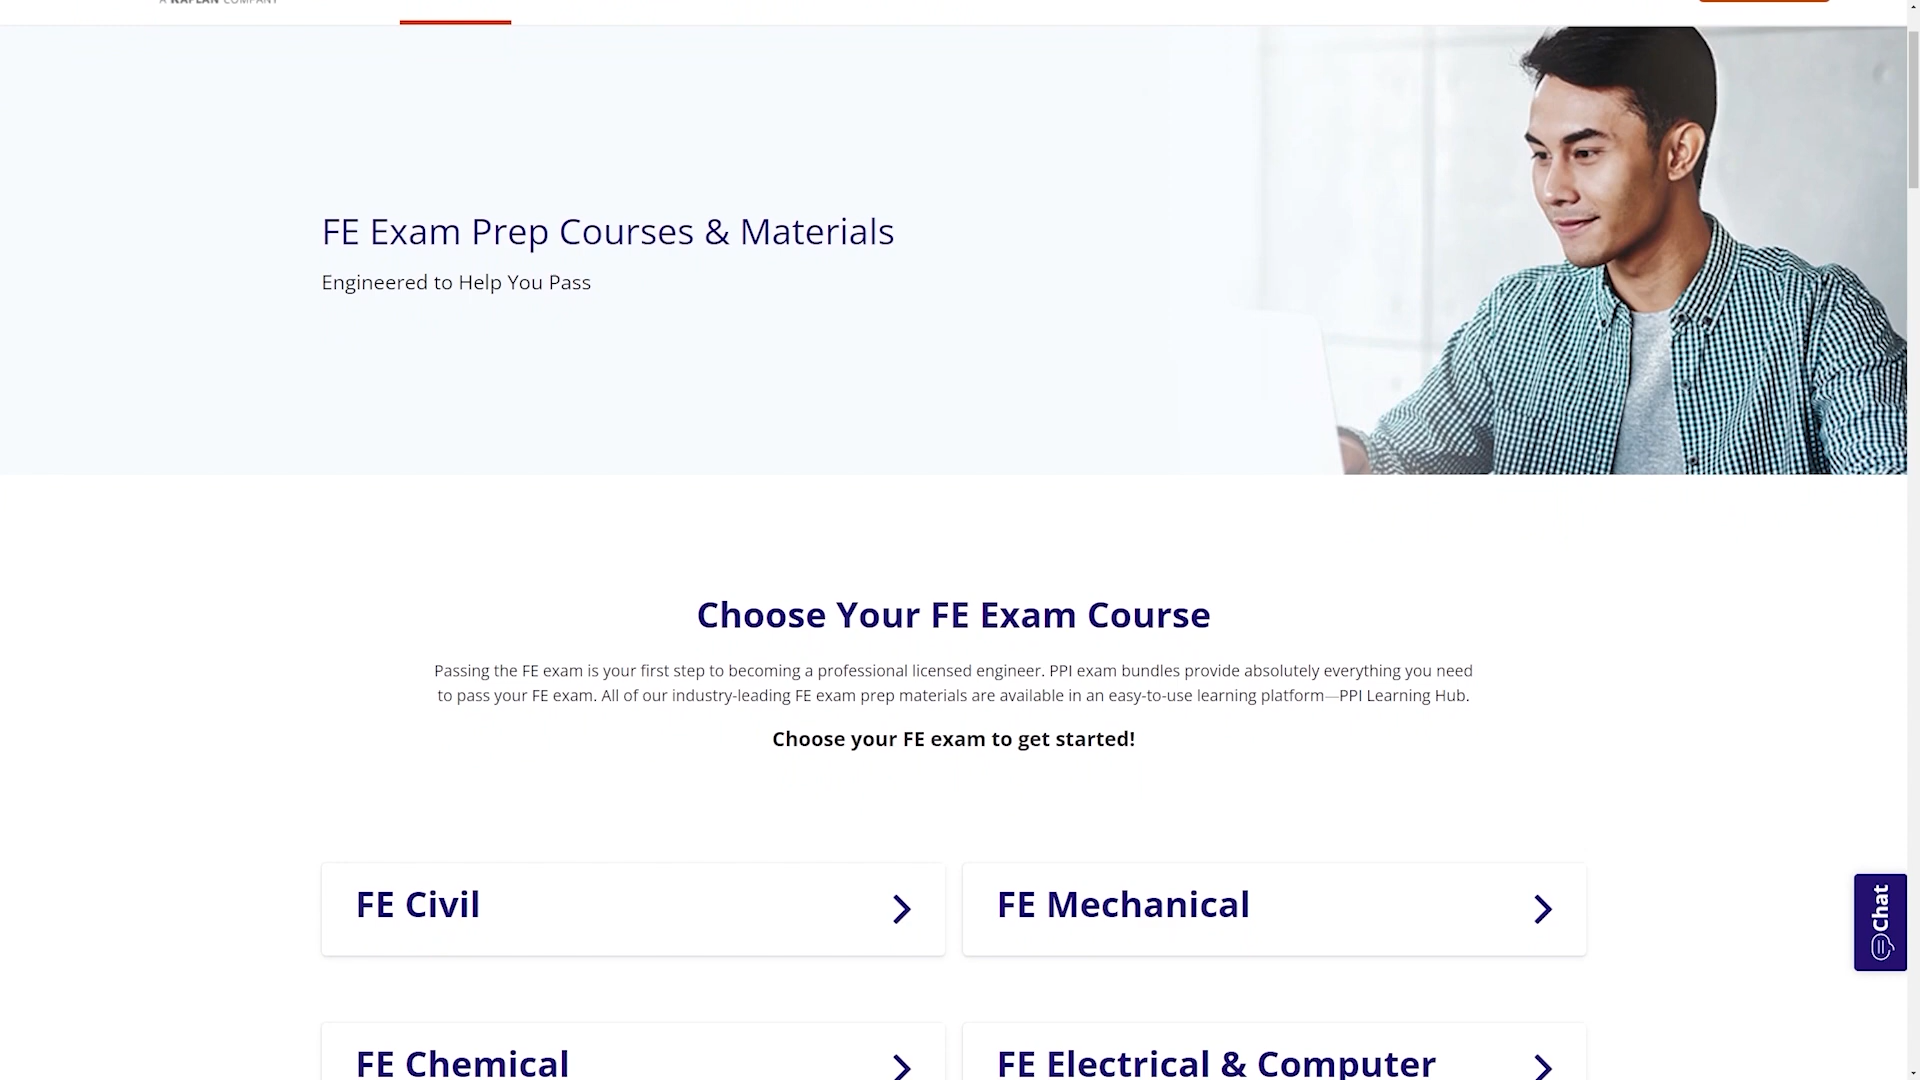 A KAPLAN COMPANY
FE Exam Prep Courses & Materials
Engineered to Help You Pass
Choose Your FE Exam Course
Passing the FE exam is your first step to becoming a professional licensed engineer. PPI exam bundles provide absolutely everything you need
to pass your FE exam. All of our industry-leading FE exam prep materials are available in an easy-to-use learning platform—PPI Learning Hub.
Choose your FE exam to get started!
FE Civil
FE Mechanical
Chat
FE Chemical
FE Electrical & Computer